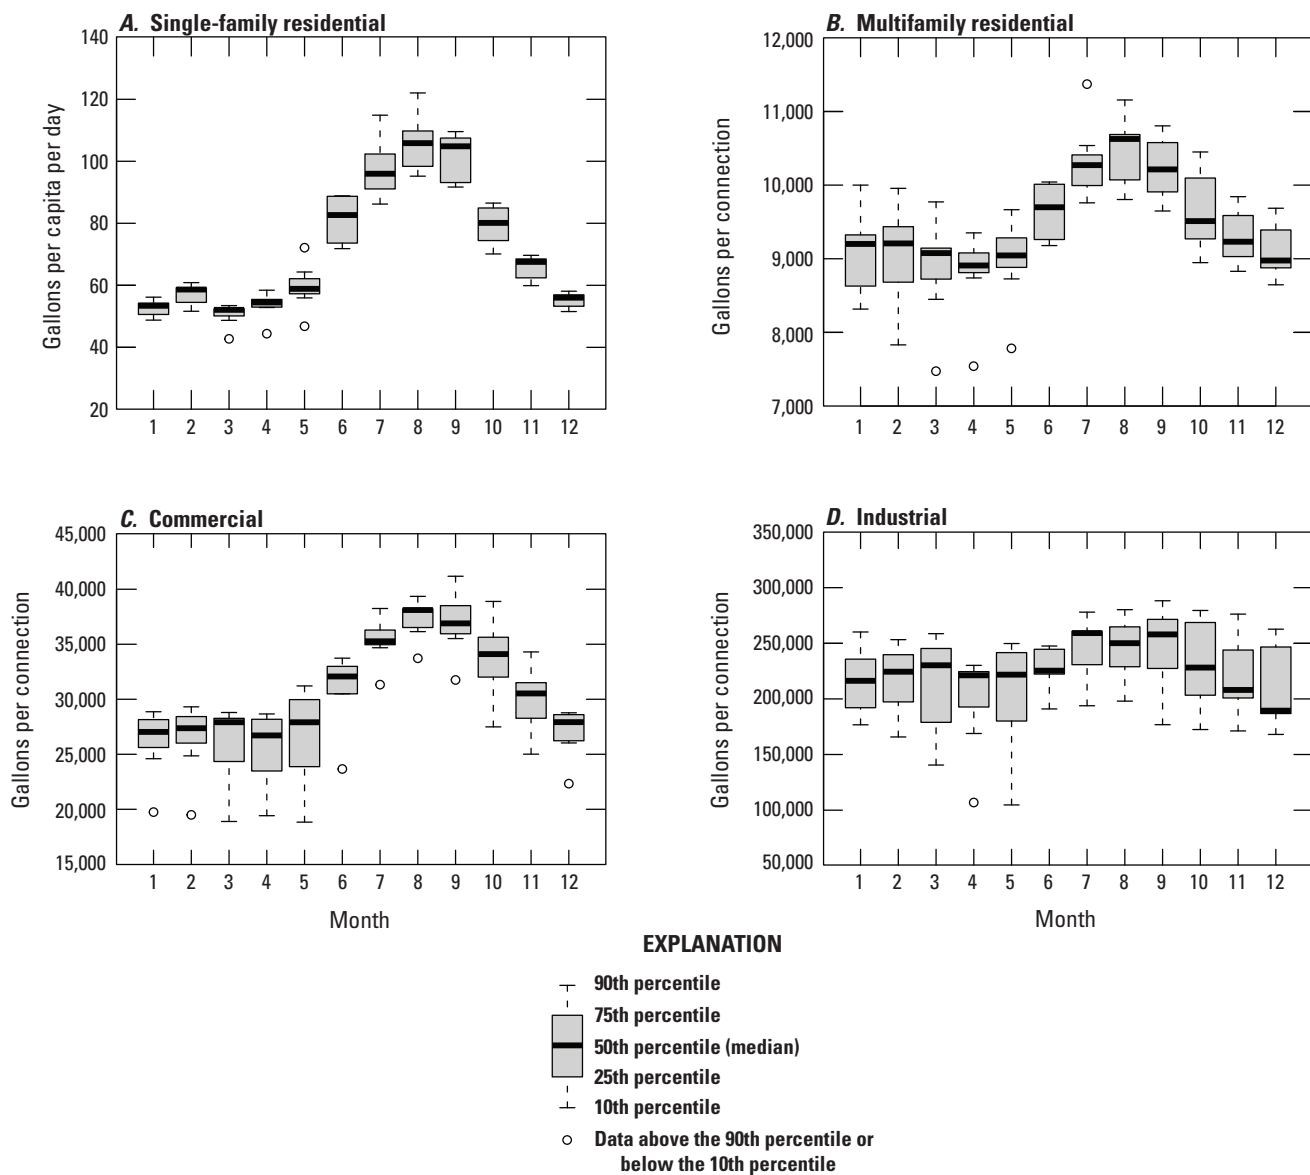 A. Single-family residential
140
120
100
80
60
40
20
Gallons per capita per day
1 2 3 4 5 6 7 8 9 10 11 12
B. Multifamily residential
12,000
11,000
10,000
9,000
8,000
7,000
Gallons per connection
1 2 3 4 5 6 7 8 9 10 11 12
C. Commercial
45,000
40,000
35,000
30,000
25,000
20,000
15,000
Gallons per connection
1 2 3 4 5 6 7 8 9 10 11 12
Month
D. Industrial
350,000
300,000
250,000
200,000
150,000
100,000
50,000
Gallons per connection
1 2 3 4 5 6 7 8 9 10 11 12
Month
EXPLANATION
90th percentile
75th percentile
50th percentile (median)
25th percentile
10th percentile
Data above the 90th percentile or
below the 10th percentile